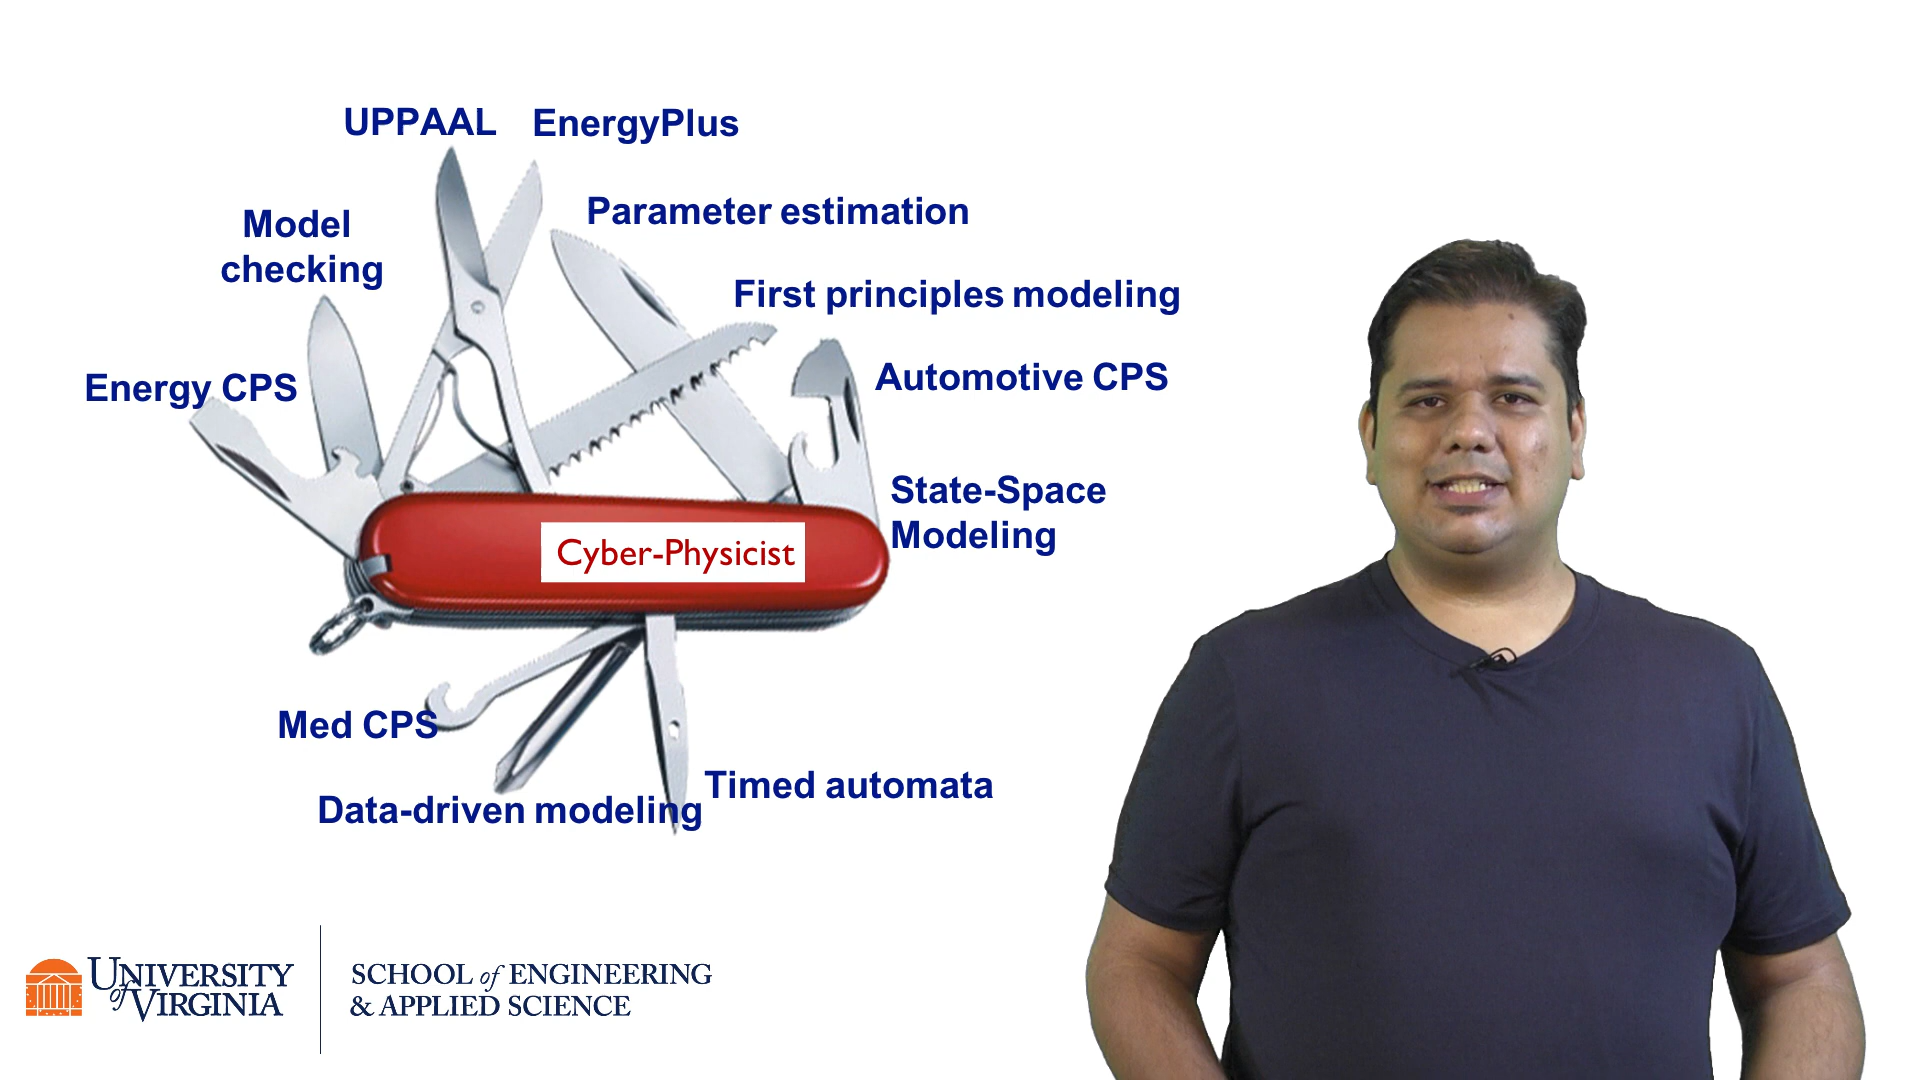 UPPAAL
EnergyPlus
Model
checking
Parameter estimation
First principles modeling
Energy CPS
Automotive CPS
State-Space
Modeling
Cyber-Physicist
Med CPS
Timed automata
Data-driven modeling
UNIVERSITY
of VIRGINIA
SCHOOL of ENGINEERING
& APPLIED SCIENCE